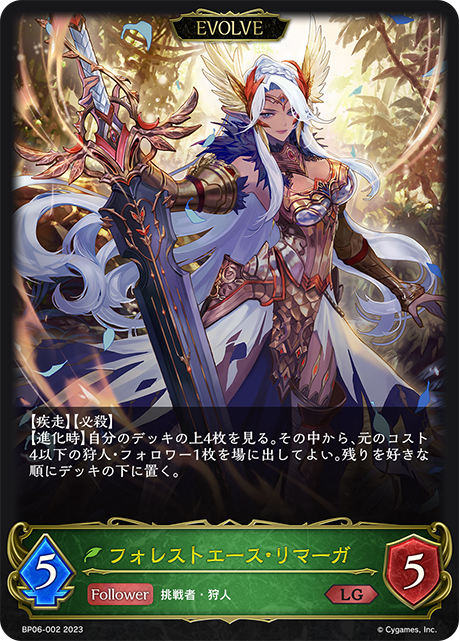 EVOLVE
【疾走】【必殺】
【進化時】自分のデッキの上4枚を見る。その中から、元のコスト
4以下の狩人・フォロワー1枚を場に出してよい。残りを好きな
順にデッキの下に置く。
フォレストエース・リマーガ
5
5
Follower 挑戦者・狩人 LG
BP06-002 2023 © Cygames, Inc.